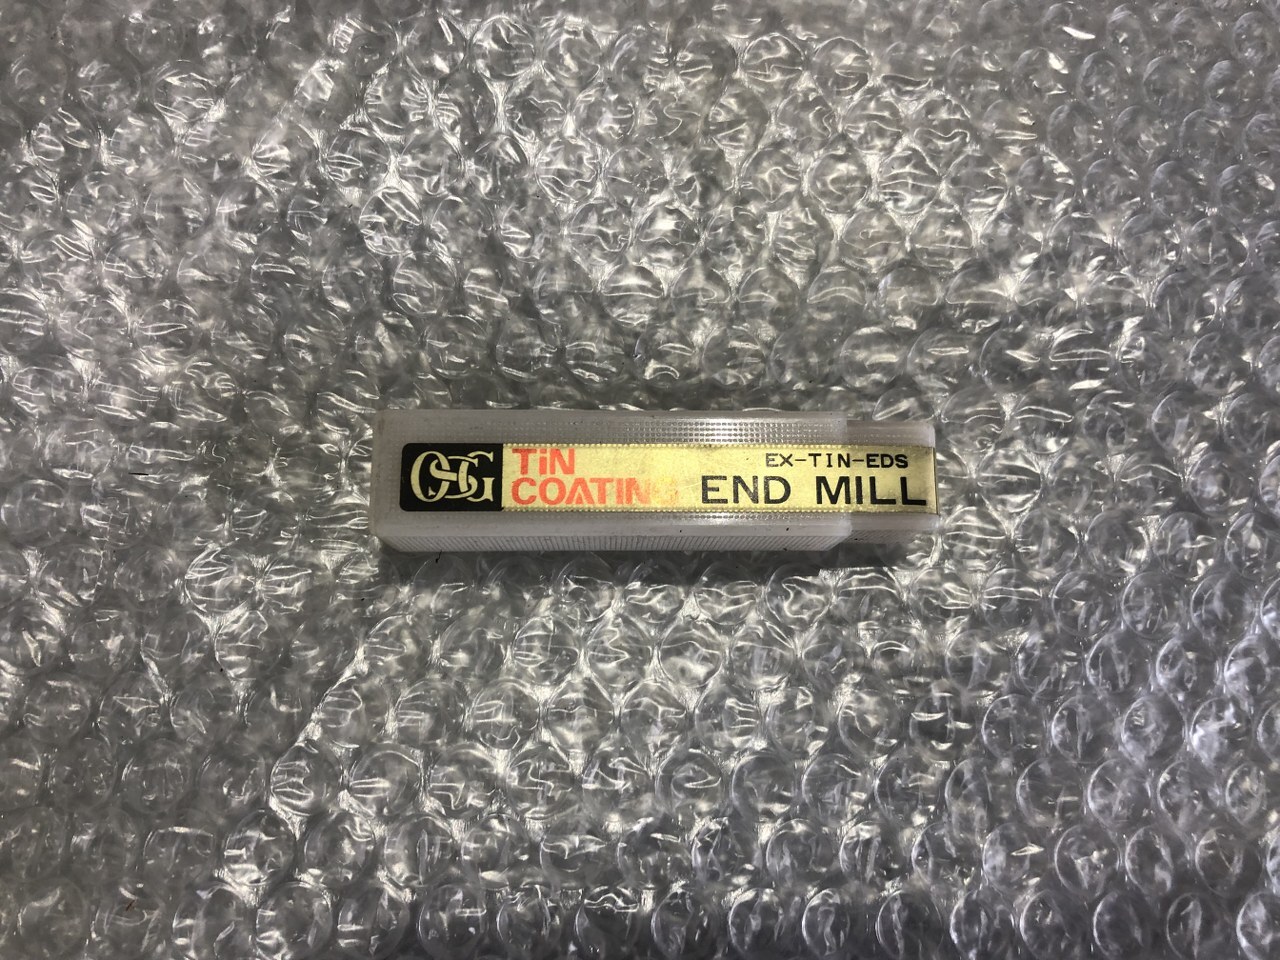 OSG
TiN
COATING
EX-TIN-EDS
END MILL